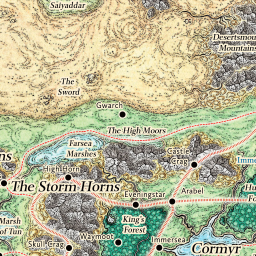 Saiyaddar
Desertsmou
Mountains
The
Sword
Gwarch
The High Moors
Farsea
Marshes
Castle
Crag
High Horn
The Storm Horns
Eveningstar
Arabel
Marsh
of Tun
King's
Forest
Skull Crag
Waymoot
Immersea
Cormyr